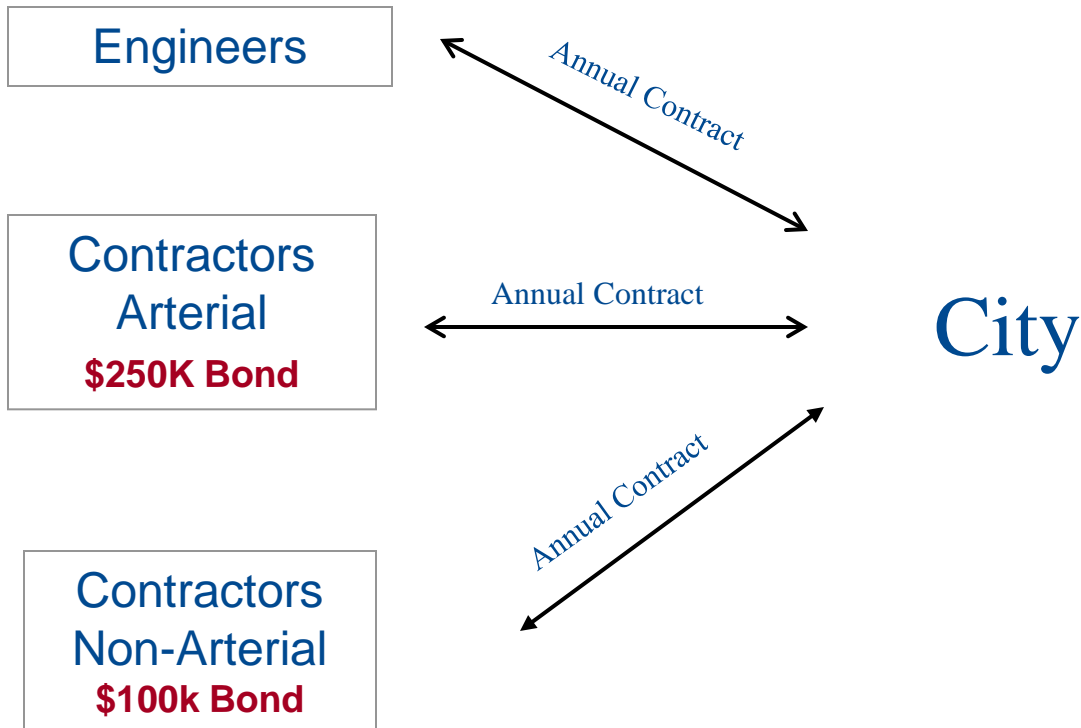 Engineers
Annual Contract
Contractors
Arterial
$250K Bond
Annual Contract
City
Annual Contract
Contractors
Non-Arterial
$100k Bond